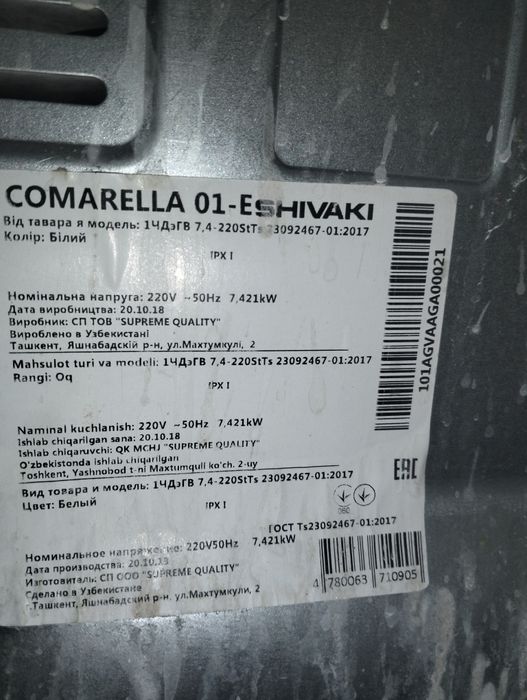 COMARELLA 01-E SHIVAKI
Від тавара я модель: 1ЧДэГВ 7,4-220StTs 23092467-01:2017
Колір: Білий
IPX I
Номінальна напруга: 220V ~50Hz 7,421kW
Дата виробництва: 20.10.18
Виробник: СП ТОВ "SUPREME QUALITY"
Вироблено в Узбекистані
Ташкент, Яшнабадскій р-н, ул.Махтумкулі, 2
Mahsulot turi va modeli: 1ЧДэГВ 7,4-220StTs 23092467-01:2017
Rangi: Oq
IPX I
Naminal kuchlanish: 220V ~50Hz 7,421kW
Ishlab chiqarilgan sana: 20.10.18
Ishlab chiqaruvchi: QK MCHJ "SUPREME QUALITY"
O'zbekistonda ishlab chiqarilgan
Toshkent, Yashnobod t-ni Maxtumquli ko'ch. 2-uy
Вид товара и модель: 1ЧДэГВ 7,4-220StTs 23092467-01:2017
Цвет: Белый
IPX I
ГОСТ Ts23092467-01:2017
Номинальное напряжение: 220V50Hz 7,421kW
Дата производства: 20.10.18
Изготовитель: СП ООО "SUPREME QUALITY"
Сделано в Узбекистане
г.Ташкент, Яшнабадский р-н, ул.Махтумкули, 2
101AGVAAGA00021
EAC
4 780063 710905